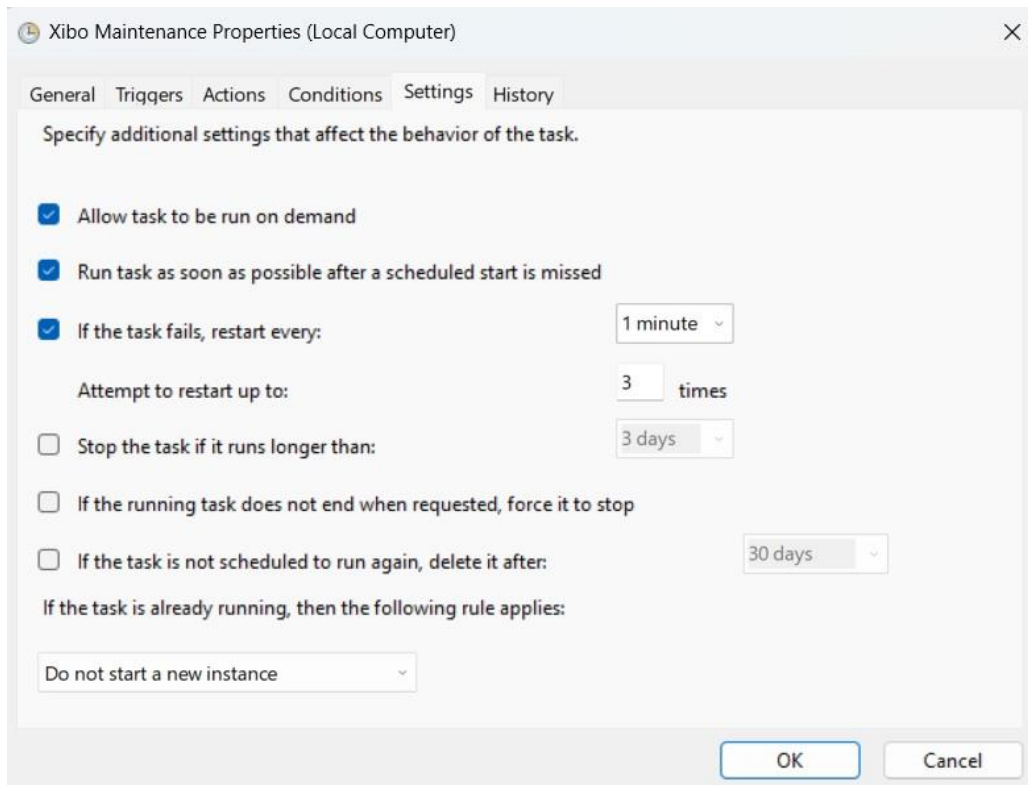 Xibo Maintenance Properties (Local Computer)
General Triggers Actions Conditions Settings History
Specify additional settings that affect the behavior of the task.
Allow task to be run on demand
Run task as soon as possible after a scheduled start is missed
If the task fails, restart every: 1 minute
Attempt to restart up to: 3 times
Stop the task if it runs longer than: 3 days
If the running task does not end when requested, force it to stop
If the task is not scheduled to run again, delete it after: 30 days
If the task is already running, then the following rule applies:
Do not start a new instance
OK Cancel